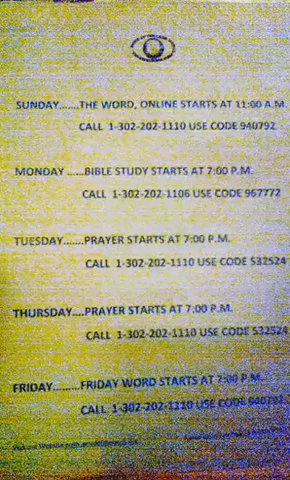 SUNDAY......THE WORD, ONLINE STARTS AT 11:00 A.M.
CALL 1-302-202-1110 USE CODE 940792
MONDAY .....BIBLE STUDY STARTS AT 7:00 P.M.
CALL 1-302-202-1106 USE CODE 967772
TUESDAY.......PRAYER STARTS AT 7:00 P.M.
CALL 1-302-202-1110 USE CODE 532524
THURSDAY....PRAYER STARTS AT 7:00 P.M.
CALL 1-302-202-1110 USE CODE 532524
FRIDAY.........FRIDAY WORD STARTS AT 7:00 P.M.
CALL 1-302-202-1110 USE CODE 940792